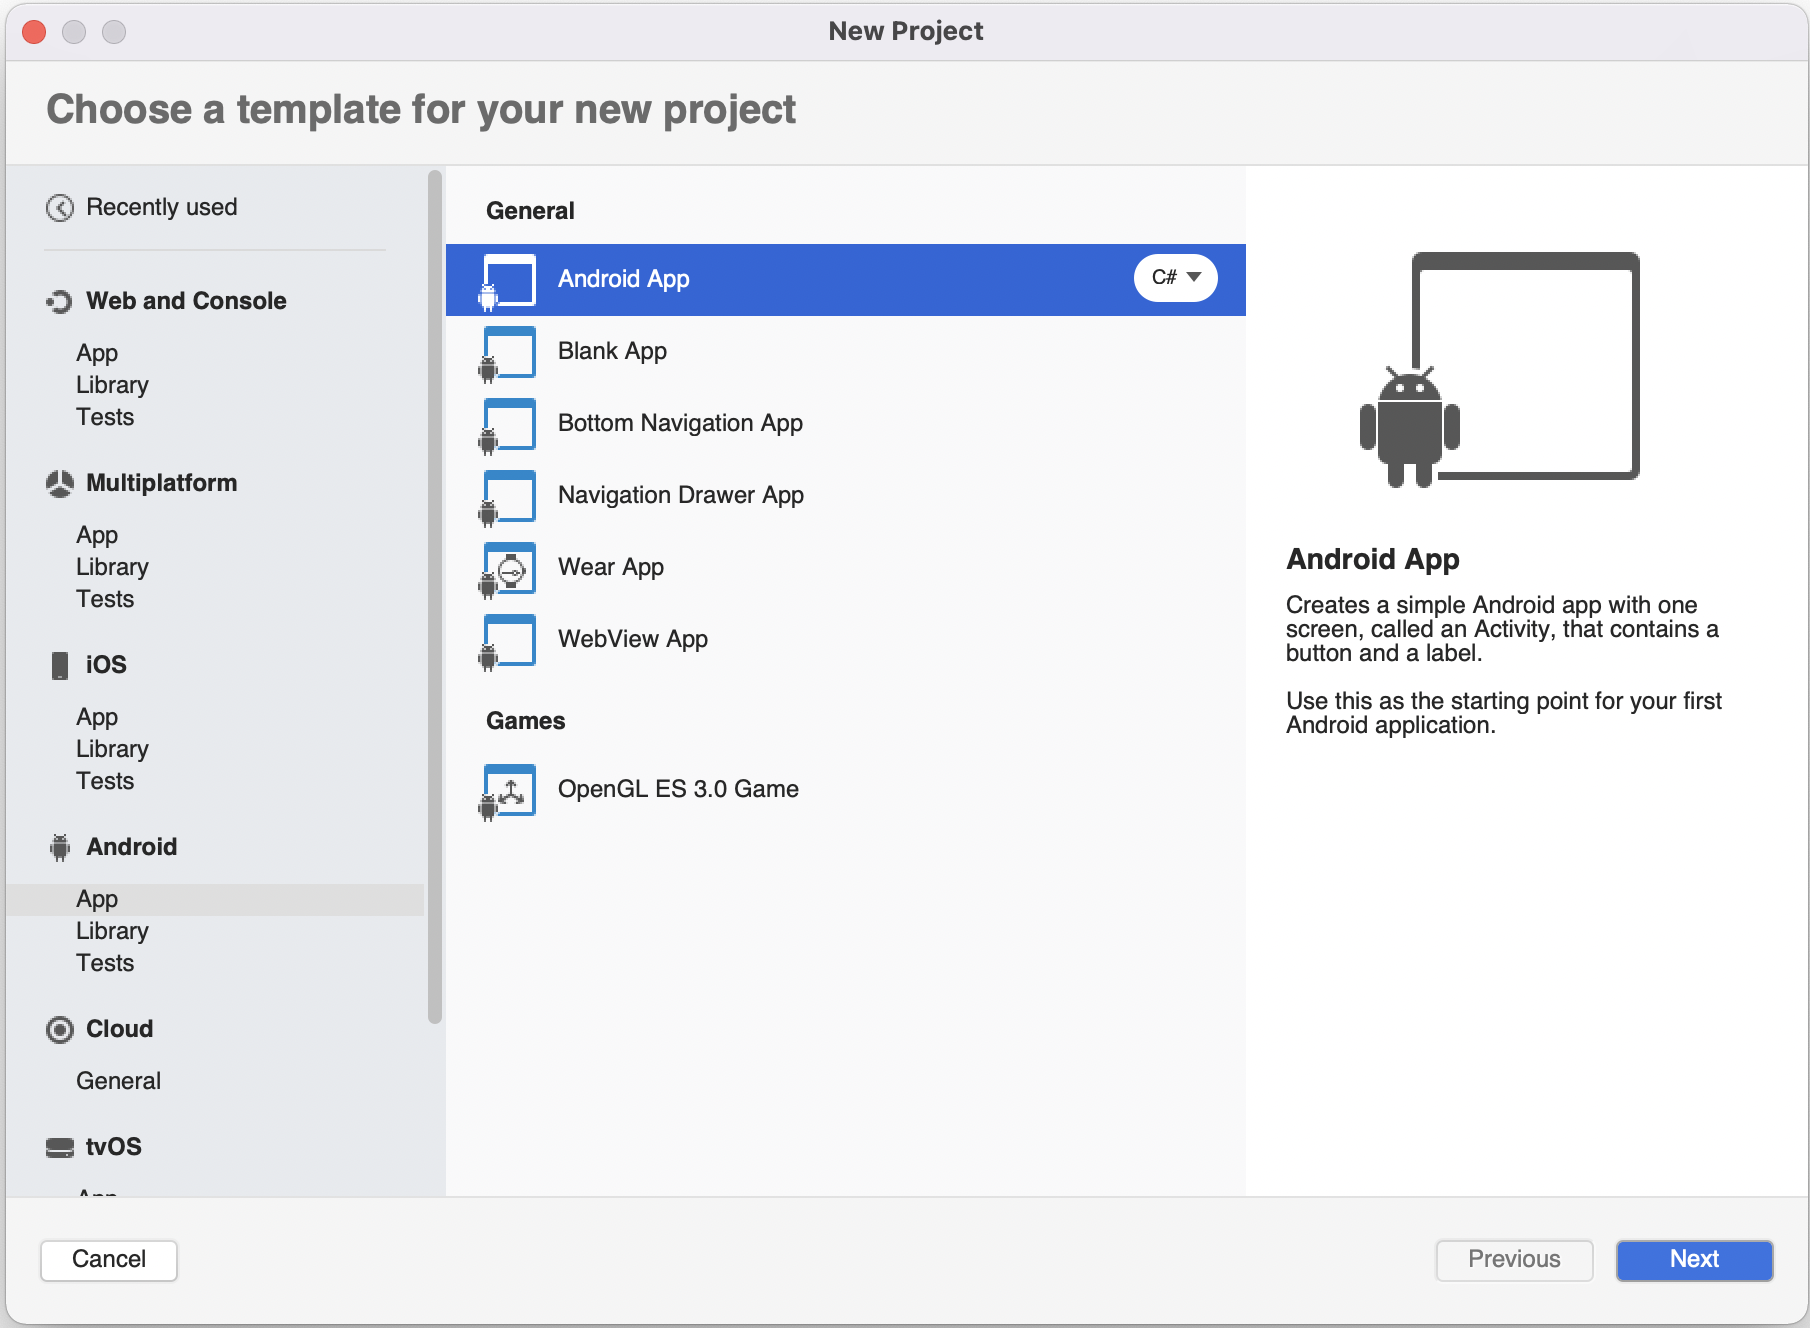 New Project
Choose a template for your new project
Recently used
Web and Console
App
Library
Tests
Multiplatform
App
Library
Tests
iOS
App
Library
Tests
Android
App
Library
Tests
Cloud
General
tvOS
App
General
Android App
C#
Blank App
Bottom Navigation App
Navigation Drawer App
Wear App
WebView App
Games
OpenGL ES 3.0 Game
Android App
Creates a simple Android app with one
screen, called an Activity, that contains a
button and a label.
Use this as the starting point for your first
Android application.
Cancel
Previous
Next